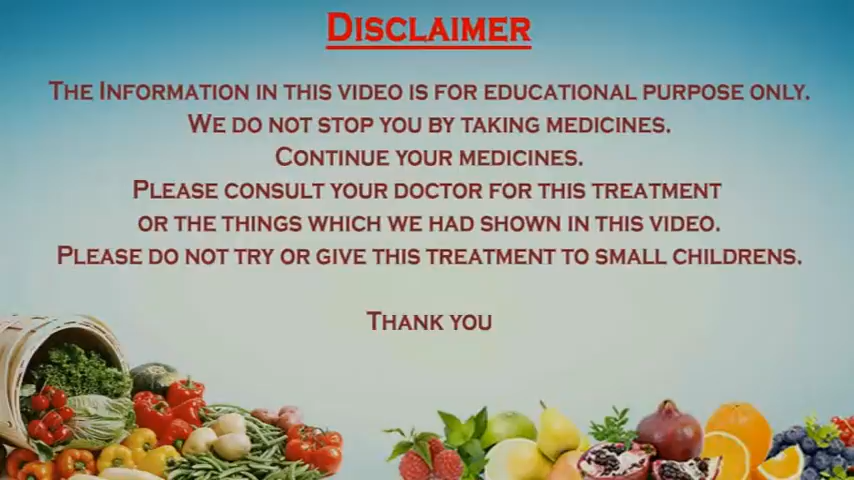 Disclaimer
The Information in this video is for educational purpose only.
We do not stop you by taking medicines.
Continue your medicines.
Please consult your doctor for this treatment
or the things which we had shown in this video.
Please do not try or give this treatment to small childrens.
Thank you